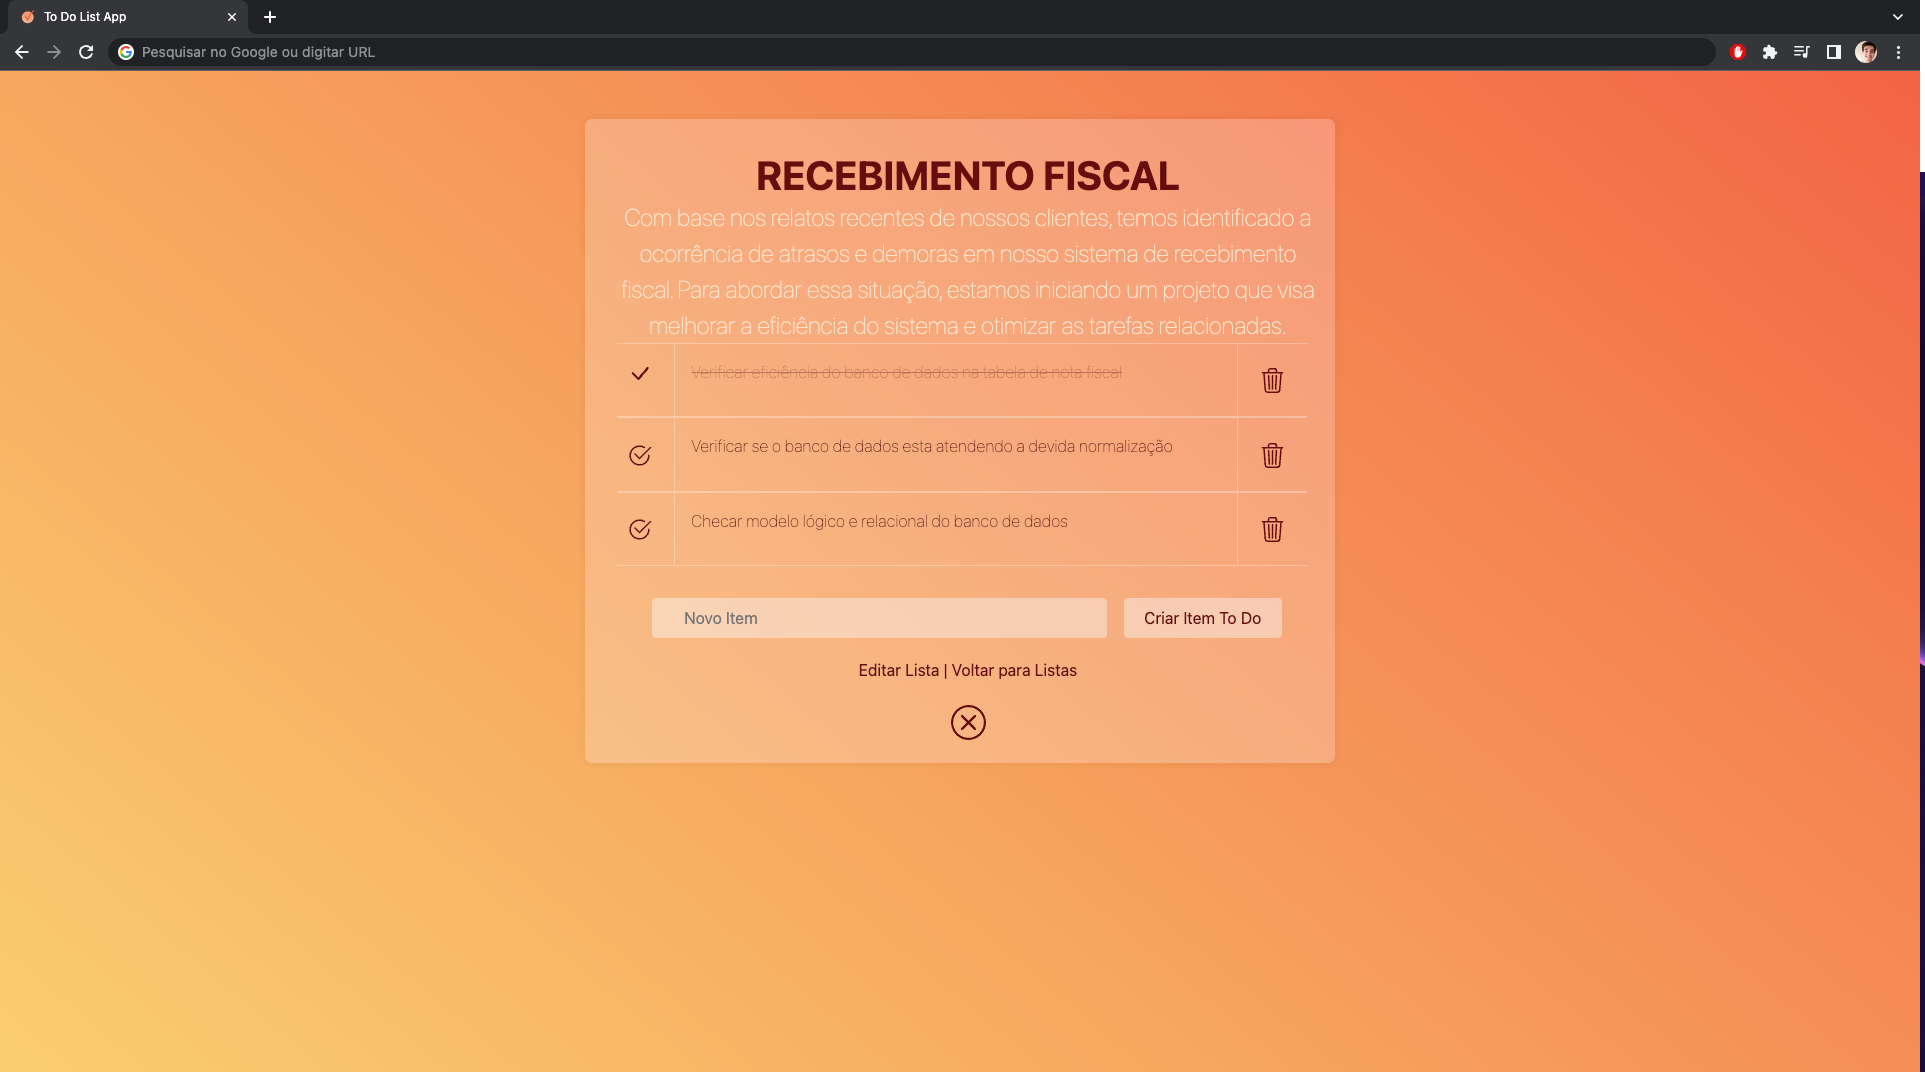 To Do List App
Pesquisar no Google ou digitar URL
RECEBIMENTO FISCAL
Com base nos relatos recentes de nossos clientes, temos identificado a
ocorrência de atrasos e demoras em nosso sistema de recebimento
fiscal. Para abordar essa situação, estamos iniciando um projeto que visa
melhorar a eficiência do sistema e otimizar as tarefas relacionadas.
Verificar eficiência do banco de dados na tabela de nota fiscal
Verificar se o banco de dados esta atendendo a devida normalização
Checar modelo lógico e relacional do banco de dados
Novo Item
Criar Item To Do
Editar Lista | Voltar para Listas